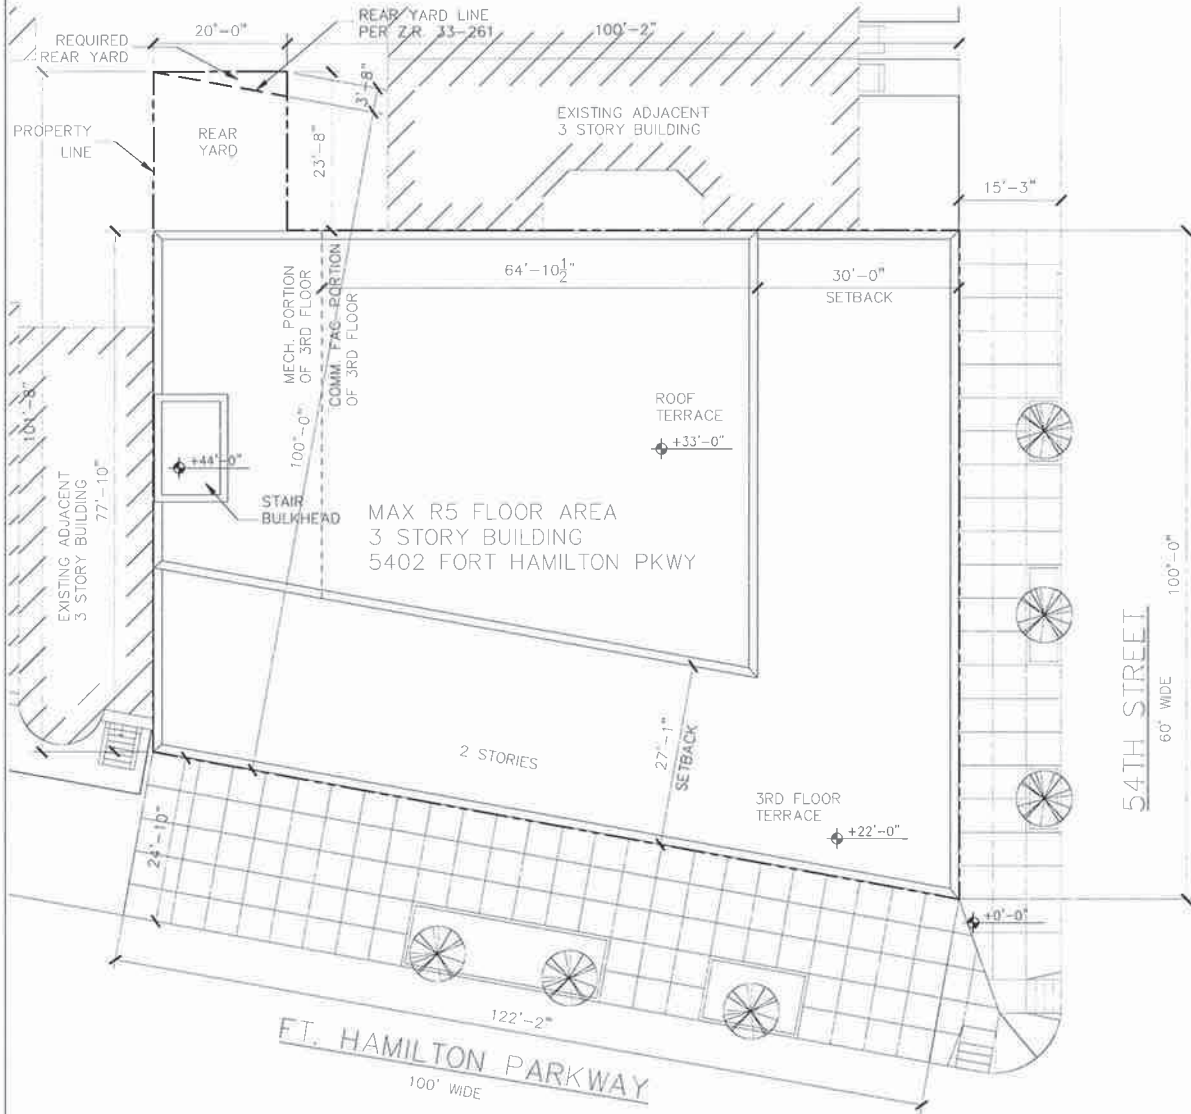 20'-0"
REAR YARD LINE
PER Z.R. 33-261
100'-2"
REQUIRED
REAR YARD
3'-8"
PROPERTY
LINE
REAR
YARD
23'-8"
EXISTING ADJACENT
3 STORY BUILDING
15'-3"
64'-10 1/2"
30'-0"
SETBACK
MECH. PORTION
OF 3RD FLOOR
COMM. FAC PORTION
OF 3RD FLOOR
101'-8"
77'-10"
EXISTING ADJACENT
3 STORY BUILDING
100'-0"
ROOF
TERRACE
+33'-0"
+44'-0"
STAIR
BULKHEAD
MAX R5 FLOOR AREA
3 STORY BUILDING
5402 FORT HAMILTON PKWY
100'-0"
54TH STREET
60' WIDE
2 STORIES
27'-1"
SETBACK
3RD FLOOR
TERRACE
+22'-0"
24'-10"
+0'-0"
122'-2"
FT. HAMILTON PARKWAY
100' WIDE